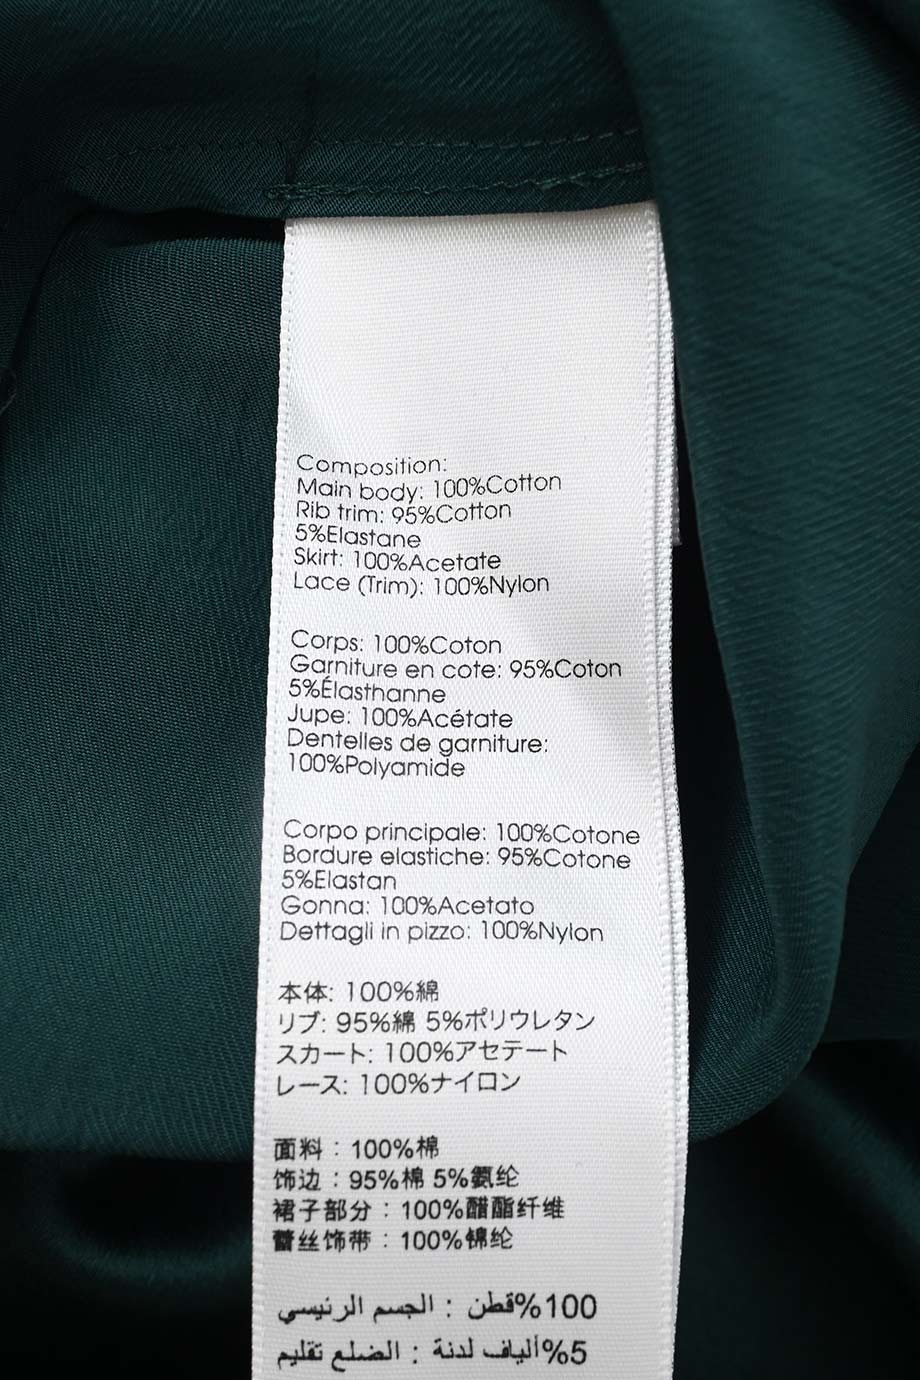 Composition:
Main body: 100%Cotton
Rib trim: 95%Cotton
5%Elastane
Skirt: 100%Acetate
Lace (Trim): 100%Nylon
Corps: 100%Coton
Garniture en cote: 95%Coton
5%Élasthanne
Jupe: 100%Acétate
Dentelles de garniture:
100%Polyamide
Corpo principale: 100%Cotone
Bordure elastiche: 95%Cotone
5%Elastan
Gonna: 100%Acetato
Dettagli in pizzo: 100%Nylon
本体: 100%綿
リブ: 95%綿 5%ポリウレタン
スカート: 100%アセテート
レース: 100%ナイロン
面料：100%棉
饰边：95%棉 5%氨纶
裙子部分：100%醋酯纤维
蕾丝饰带：100%锦纶
100%قطن : الجسم الرئيسي
5%ألياف لدنة : الضلع تقليم